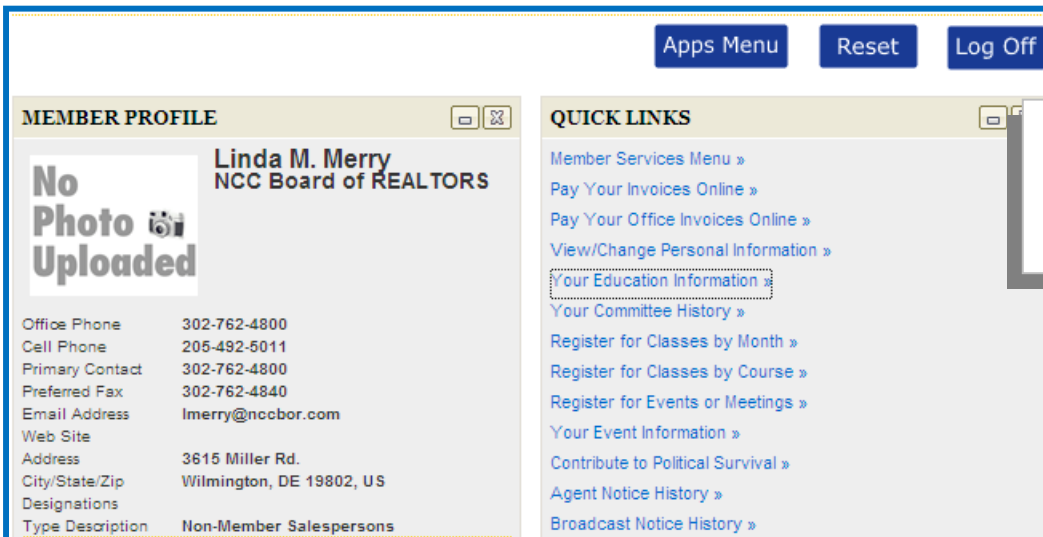 Apps Menu Reset Log Off
MEMBER PROFILE
No
Photo
Uploaded
Linda M. Merry
NCC Board of REALTORS
Office Phone 302-762-4800
Cell Phone 205-492-5011
Primary Contact 302-762-4800
Preferred Fax 302-762-4840
Email Address lmerry@nccbor.com
Web Site
Address 3615 Miller Rd.
City/State/Zip Wilmington, DE 19802, US
Designations
Type Description Non-Member Salespersons
QUICK LINKS
Member Services Menu »
Pay Your Invoices Online »
Pay Your Office Invoices Online »
View/Change Personal Information »
Your Education Information »
Your Committee History »
Register for Classes by Month »
Register for Classes by Course »
Register for Events or Meetings »
Your Event Information »
Contribute to Political Survival »
Agent Notice History »
Broadcast Notice History »